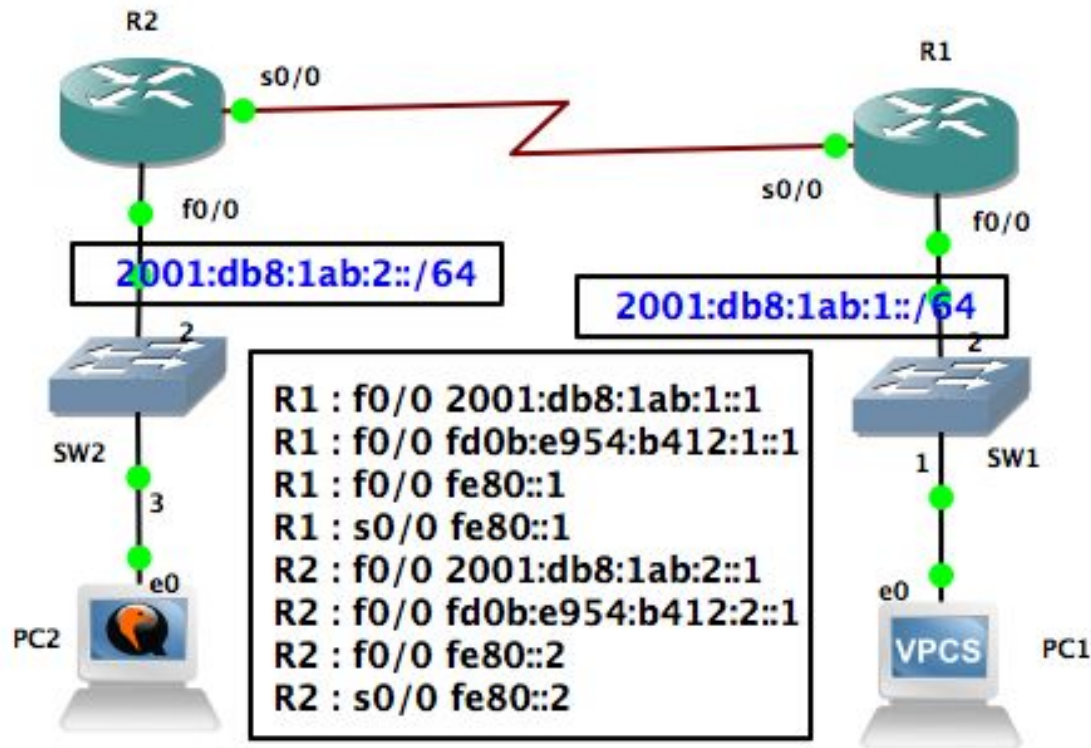 R2
R1
s0/0
s0/0
f0/0
f0/0
2001:db8:1ab:2::/64
2001:db8:1ab:1::/64
2
2
R1 : f0/0 2001:db8:1ab:1::1
R1 : f0/0 fd0b:e954:b412:1::1
R1 : f0/0 fe80::1
R1 : s0/0 fe80::1
R2 : f0/0 2001:db8:1ab:2::1
R2 : f0/0 fd0b:e954:b412:2::1
R2 : f0/0 fe80::2
R2 : s0/0 fe80::2
SW2
SW1
3
1
e0
e0
PC2
VPCS
PC1